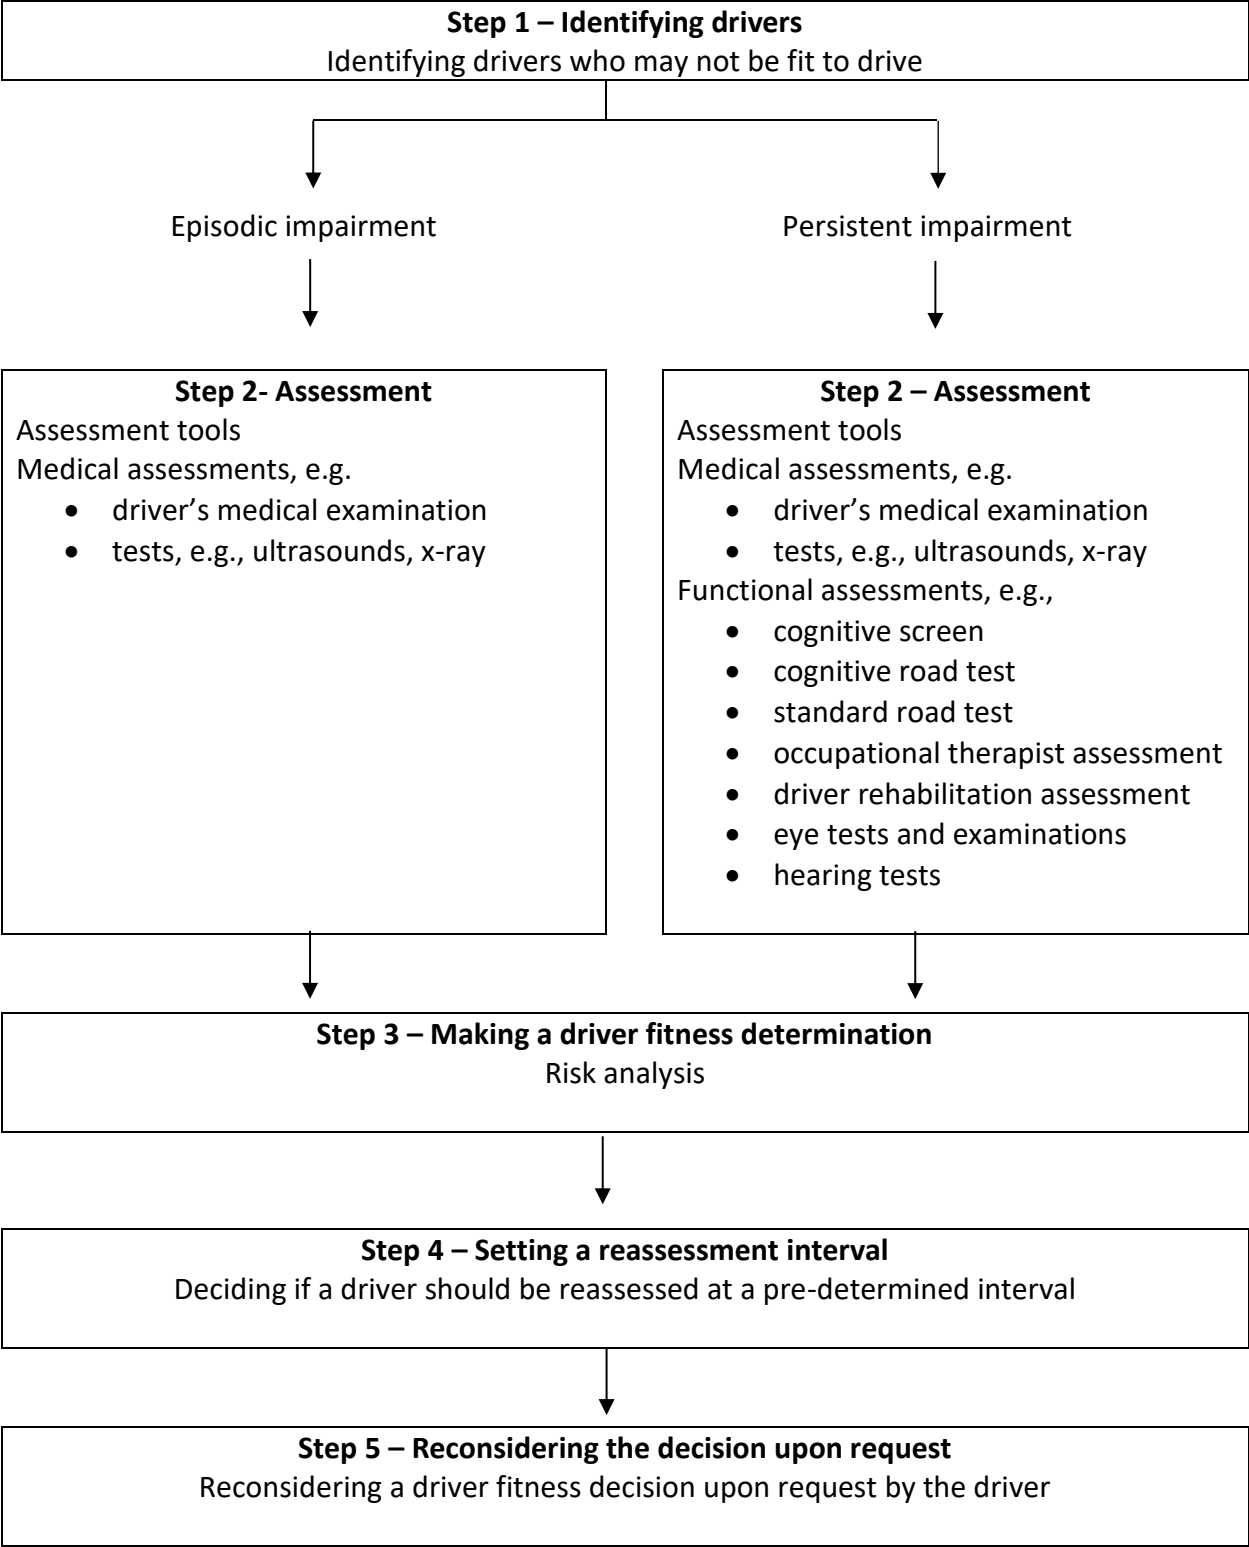 Step 1 – Identifying drivers
Identifying drivers who may not be fit to drive
Episodic impairment
Persistent impairment
Step 2- Assessment
Assessment tools
Medical assessments, e.g.
• driver’s medical examination
• tests, e.g., ultrasounds, x-ray
Step 2 – Assessment
Assessment tools
Medical assessments, e.g.
• driver’s medical examination
• tests, e.g., ultrasounds, x-ray
Functional assessments, e.g.,
• cognitive screen
• cognitive road test
• standard road test
• occupational therapist assessment
• driver rehabilitation assessment
• eye tests and examinations
• hearing tests
Step 3 – Making a driver fitness determination
Risk analysis
Step 4 – Setting a reassessment interval
Deciding if a driver should be reassessed at a pre-determined interval
Step 5 – Reconsidering the decision upon request
Reconsidering a driver fitness decision upon request by the driver